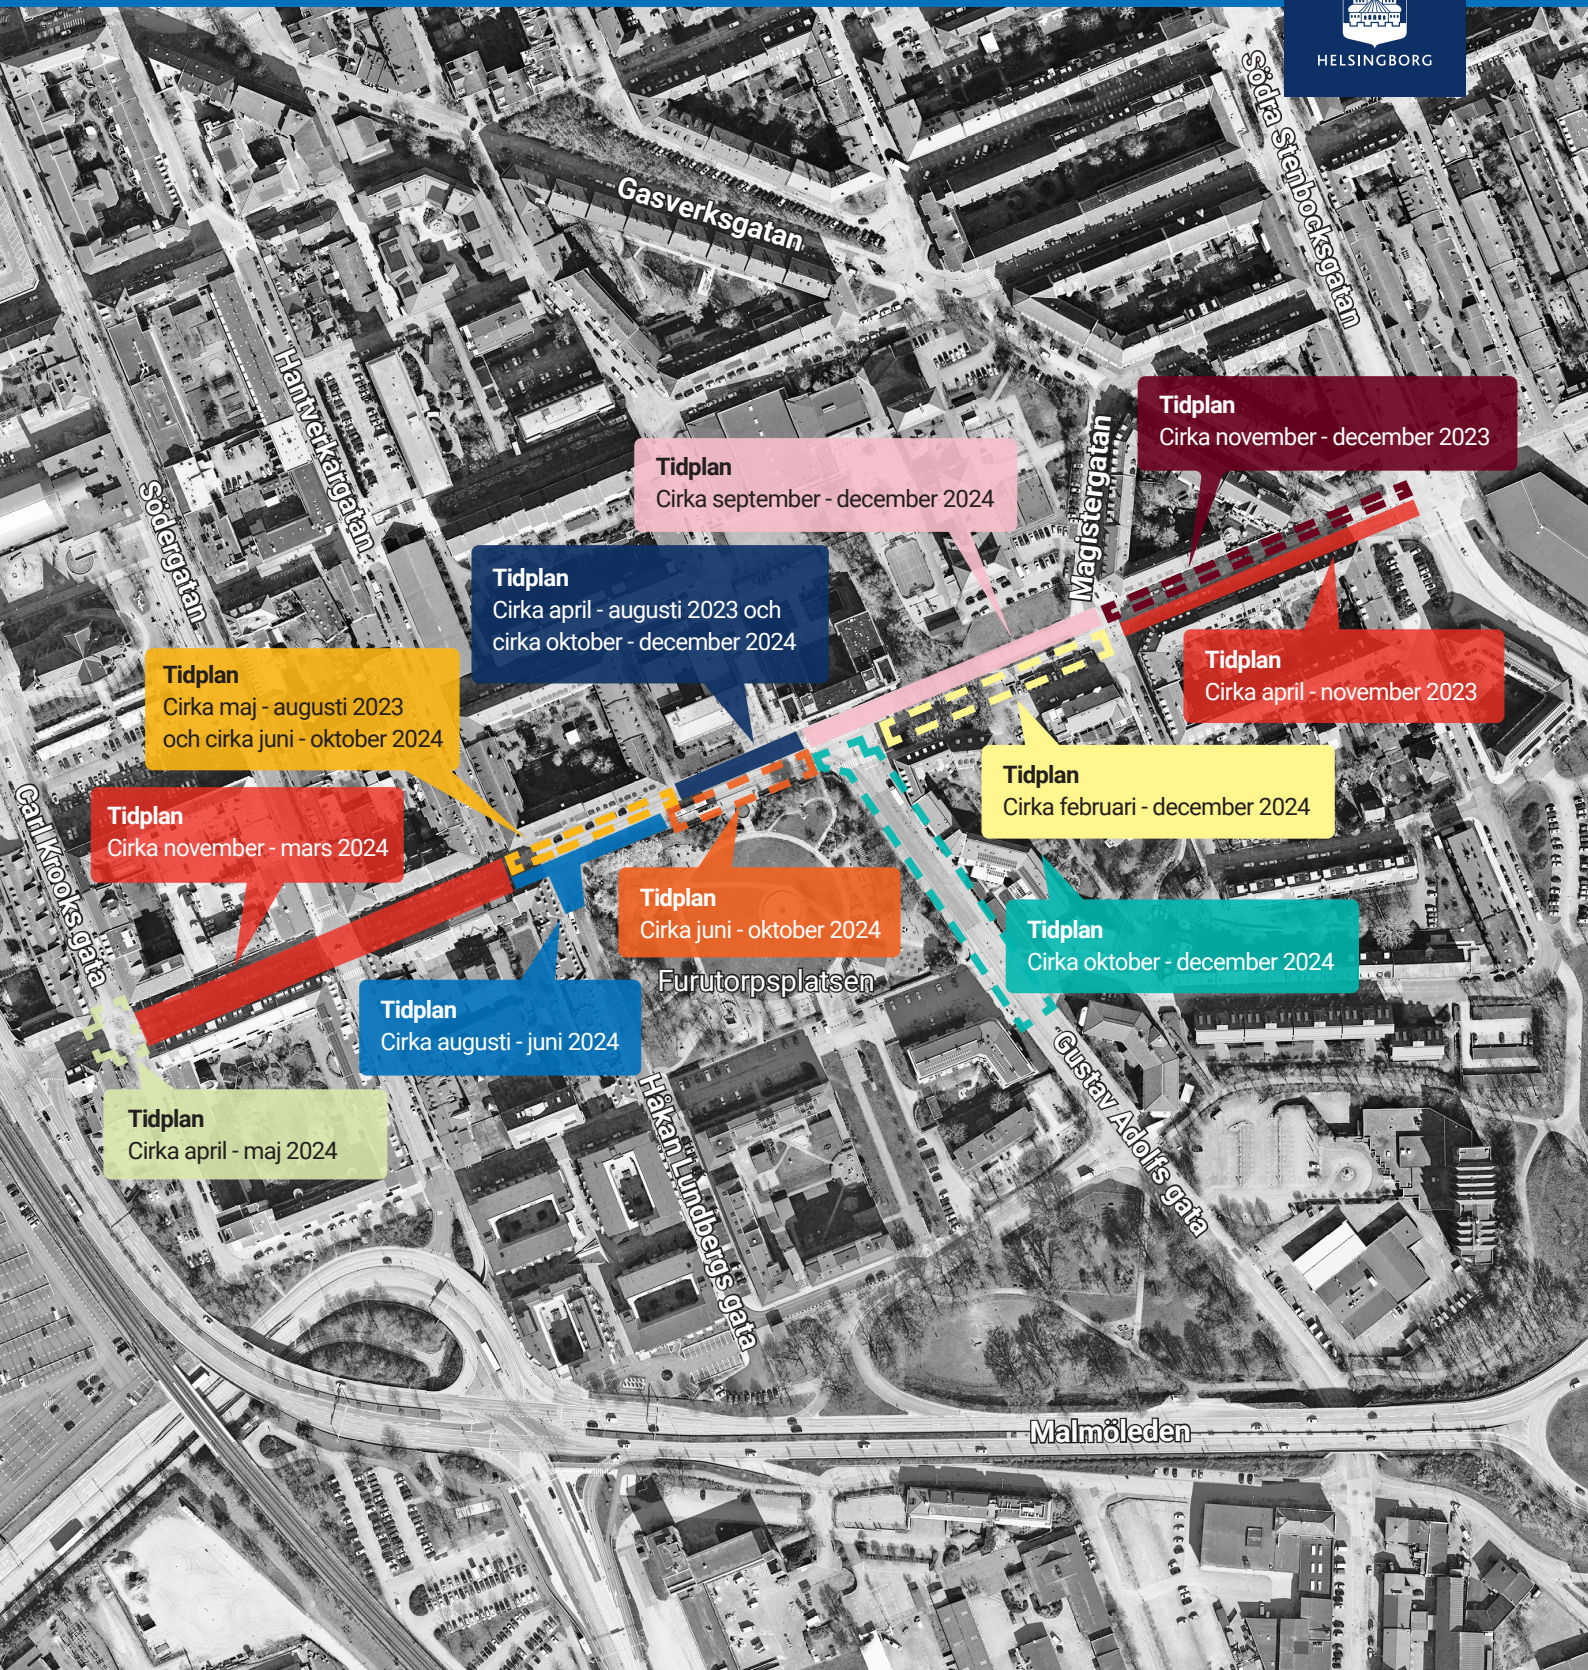 HELSINGBORG
Södra Stenbocksgatan
Gasverksgatan
Hantverkargatan
Tidplan
Cirka november - december 2023
Magistergatan
Tidplan
Cirka september - december 2024
Södergatan
Tidplan
Cirka april - augusti 2023 och
cirka oktober - december 2024
Tidplan
Cirka april - november 2023
Tidplan
Cirka maj - augusti 2023
och cirka juni - oktober 2024
Tidplan
Cirka februari - december 2024
Carl Krooks gata
Tidplan
Cirka november - mars 2024
Tidplan
Cirka juni - oktober 2024
Tidplan
Cirka oktober - december 2024
Furutorpsplatsen
Tidplan
Cirka augusti - juni 2024
Gustav Adolfs gata
Håkan Lundbergs gata
Tidplan
Cirka april - maj 2024
Malmöleden